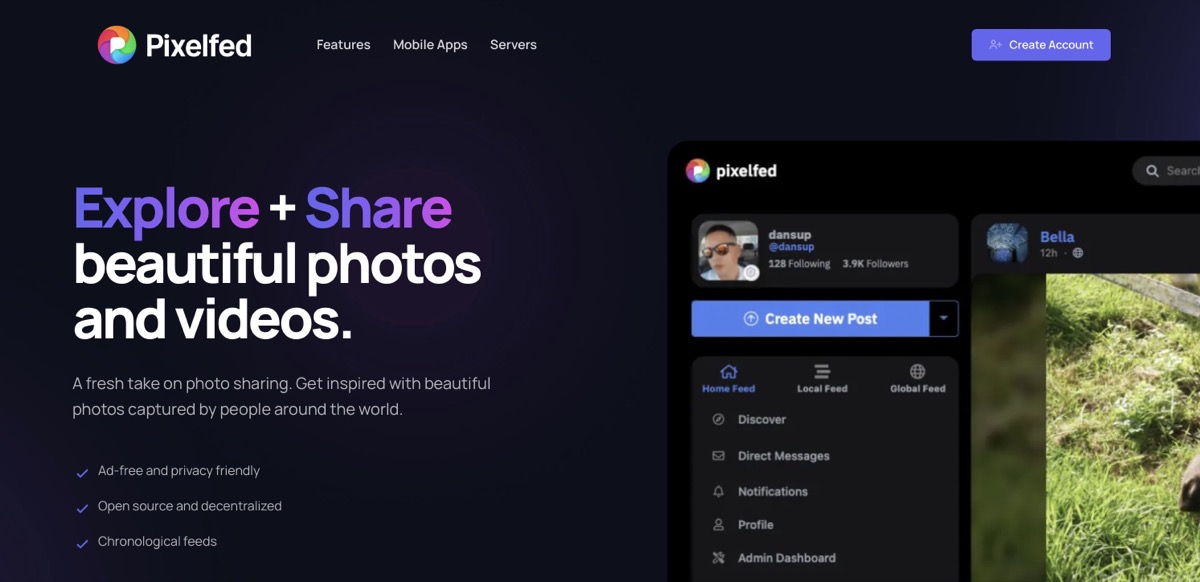 Pixelfed
Features
Mobile Apps
Servers
Create Account
Explore + Share
beautiful photos
and videos.
A fresh take on photo sharing. Get inspired with beautiful
photos captured by people around the world.
Ad-free and privacy friendly
Open source and decentralized
Chronological feeds
pixelfed
Search
dansup
@dansup
128 Following 3.9K Followers
Create New Post
Home Feed
Local Feed
Global Feed
Discover
Direct Messages
Notifications
Profile
Admin Dashboard
Bella
12h ·